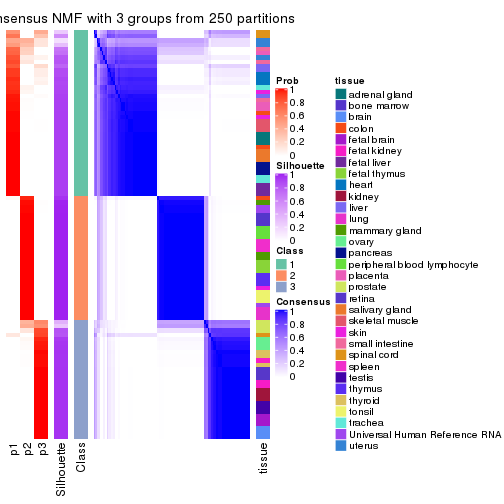 nsensus NMF with 3 groups from 250 partitions
Prob
1
0.8
0.6
0.4
0.2
0
Silhouette
1
0.8
0.6
0.4
0.2
0
Class
1
2
3
Consensus
1
0.8
0.6
0.4
0.2
0
tissue
adrenal gland
bone marrow
brain
colon
fetal brain
fetal kidney
fetal liver
fetal thymus
heart
kidney
liver
lung
mammary gland
ovary
pancreas
peripheral blood lymphocyte
placenta
prostate
retina
salivary gland
skeletal muscle
skin
small intestine
spinal cord
spleen
testis
thymus
thyroid
tonsil
trachea
Universal Human Reference RNA
uterus
p1
p2
p3
Silhouette
Class
tissue